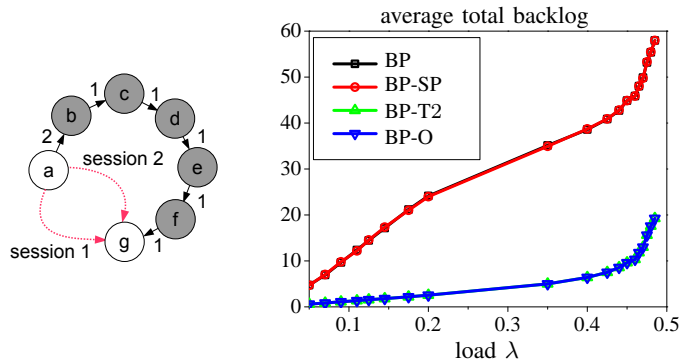 a
b
c
d
e
f
g
2
1
1
1
1
1
session 2
session 1
average total backlog
BP
BP-SP
BP-T2
BP-O
60
50
40
30
20
10
0
0.1
0.2
0.3
0.4
0.5
load λ